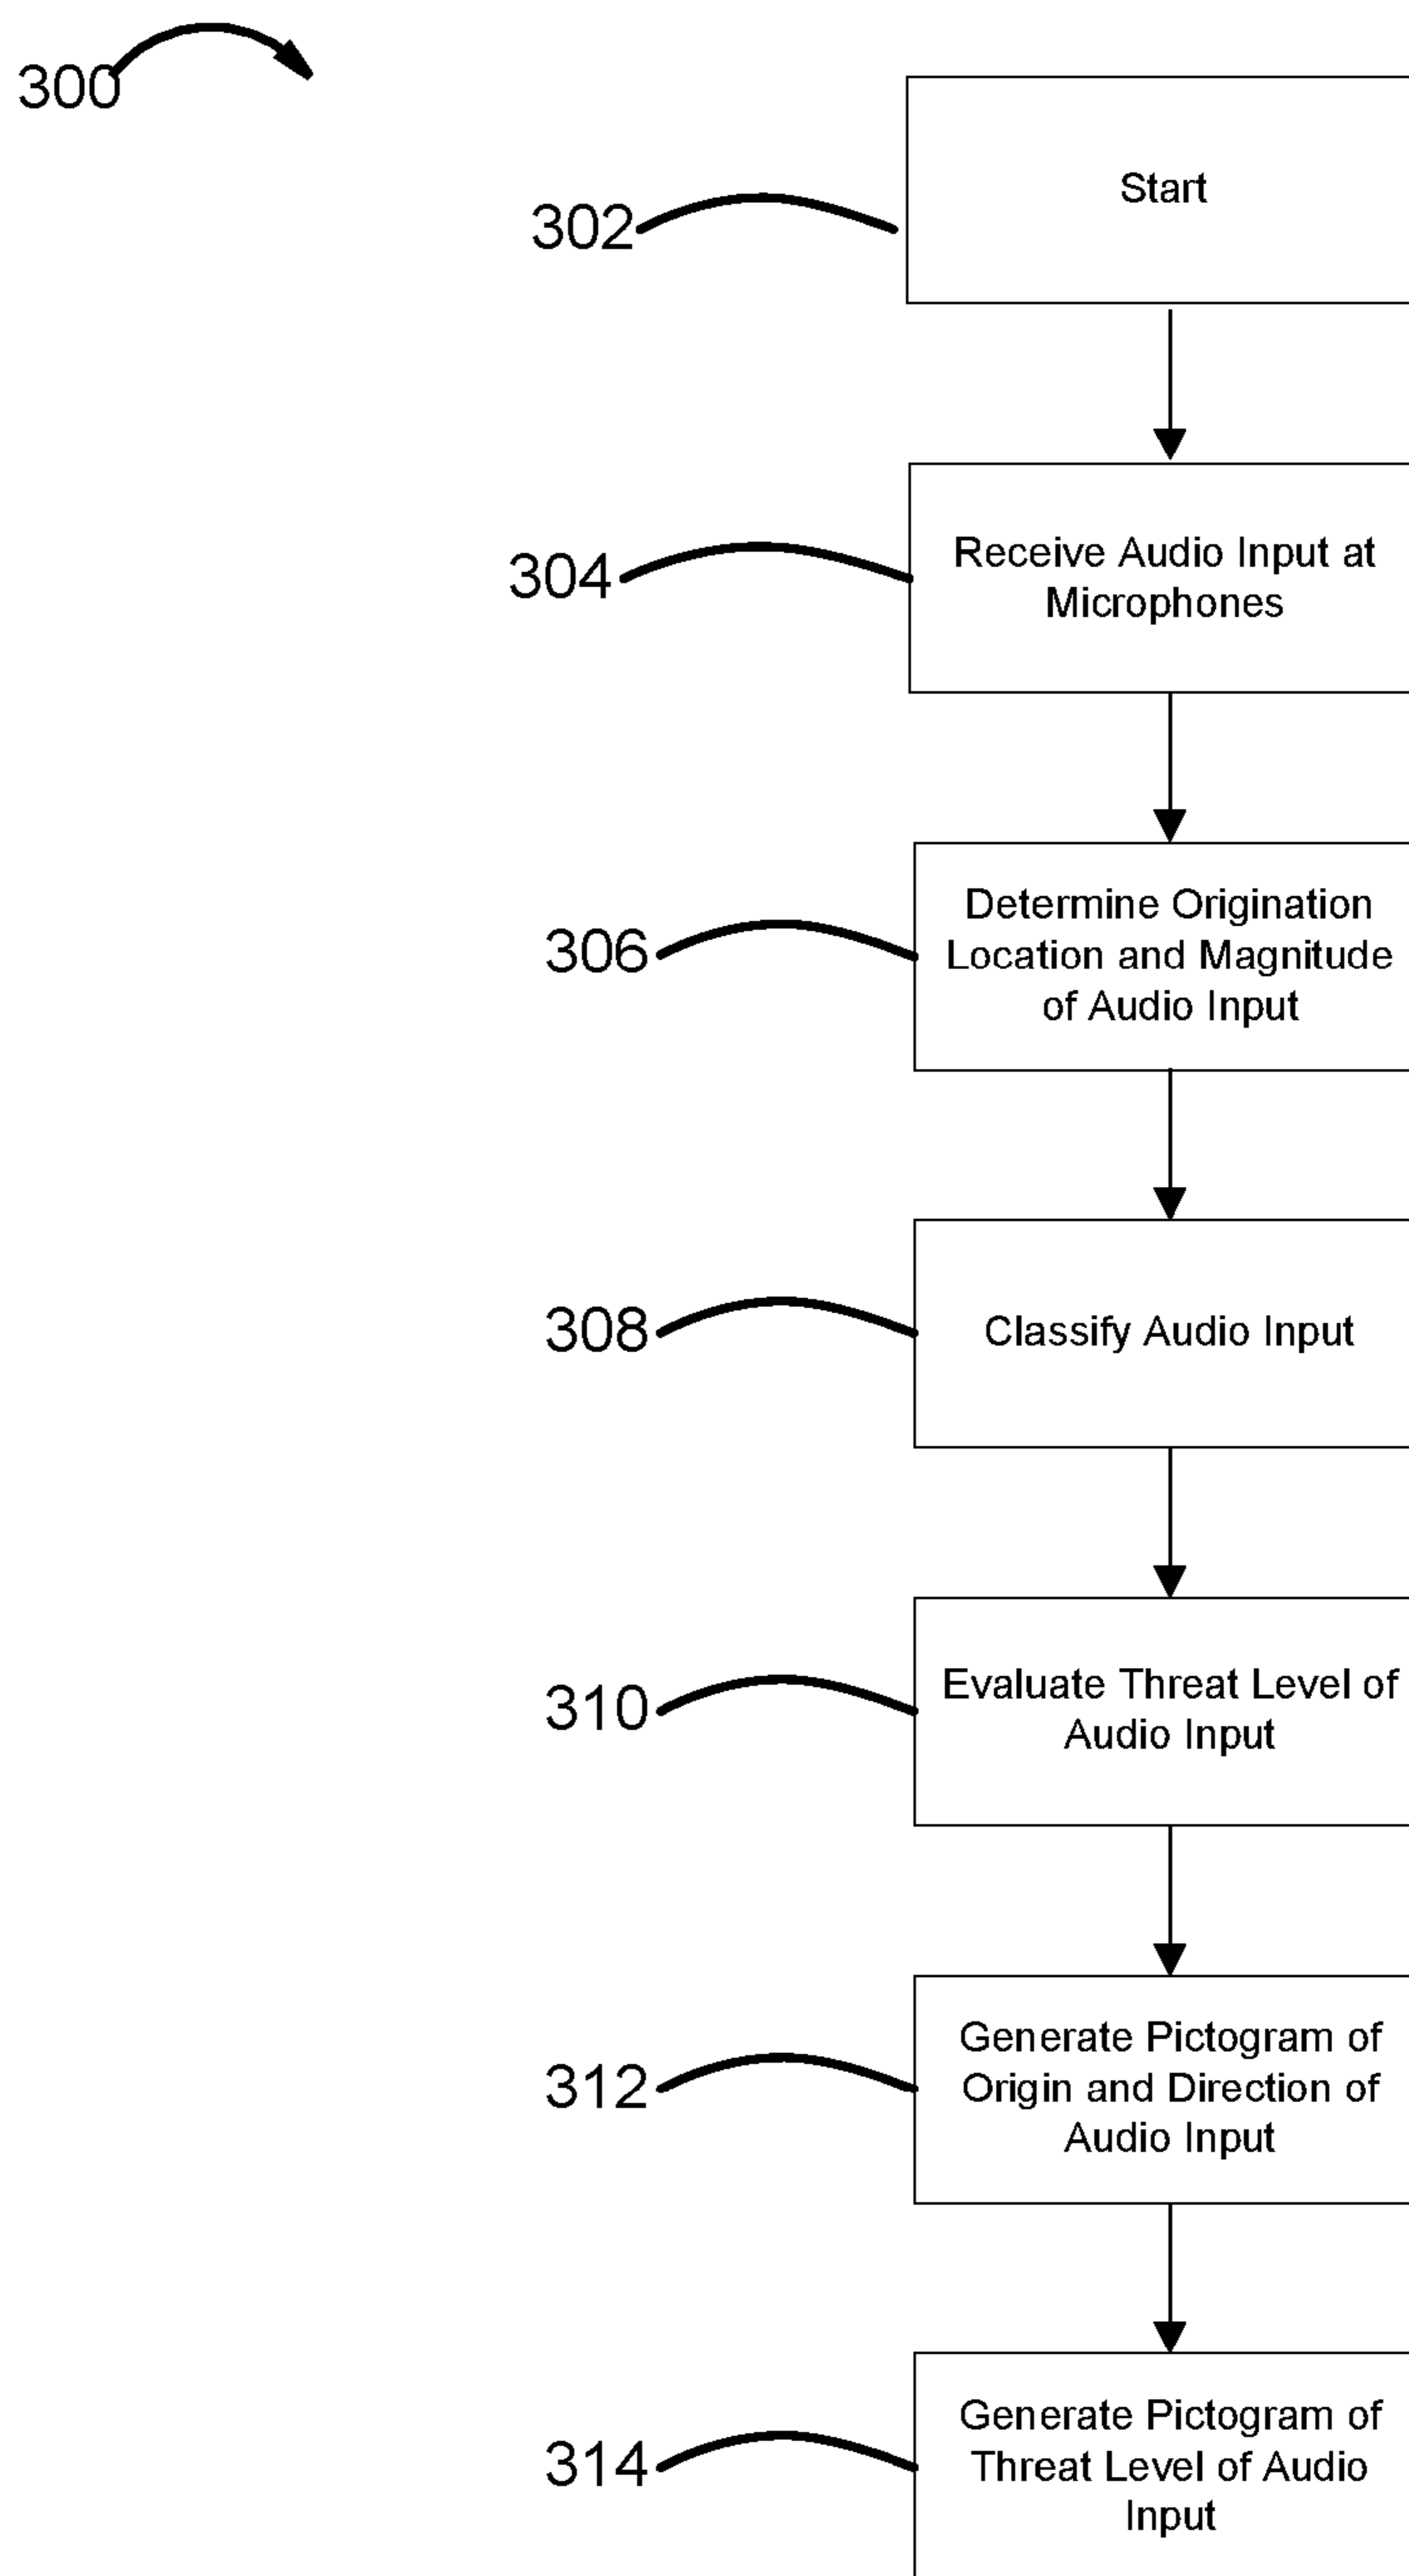 300
302
Start
304
Receive Audio Input at
Microphones
306
Determine Origination
Location and Magnitude
of Audio Input
308
Classify Audio Input
310
Evaluate Threat Level of
Audio Input
312
Generate Pictogram of
Origin and Direction of
Audio Input
314
Generate Pictogram of
Threat Level of Audio
Input